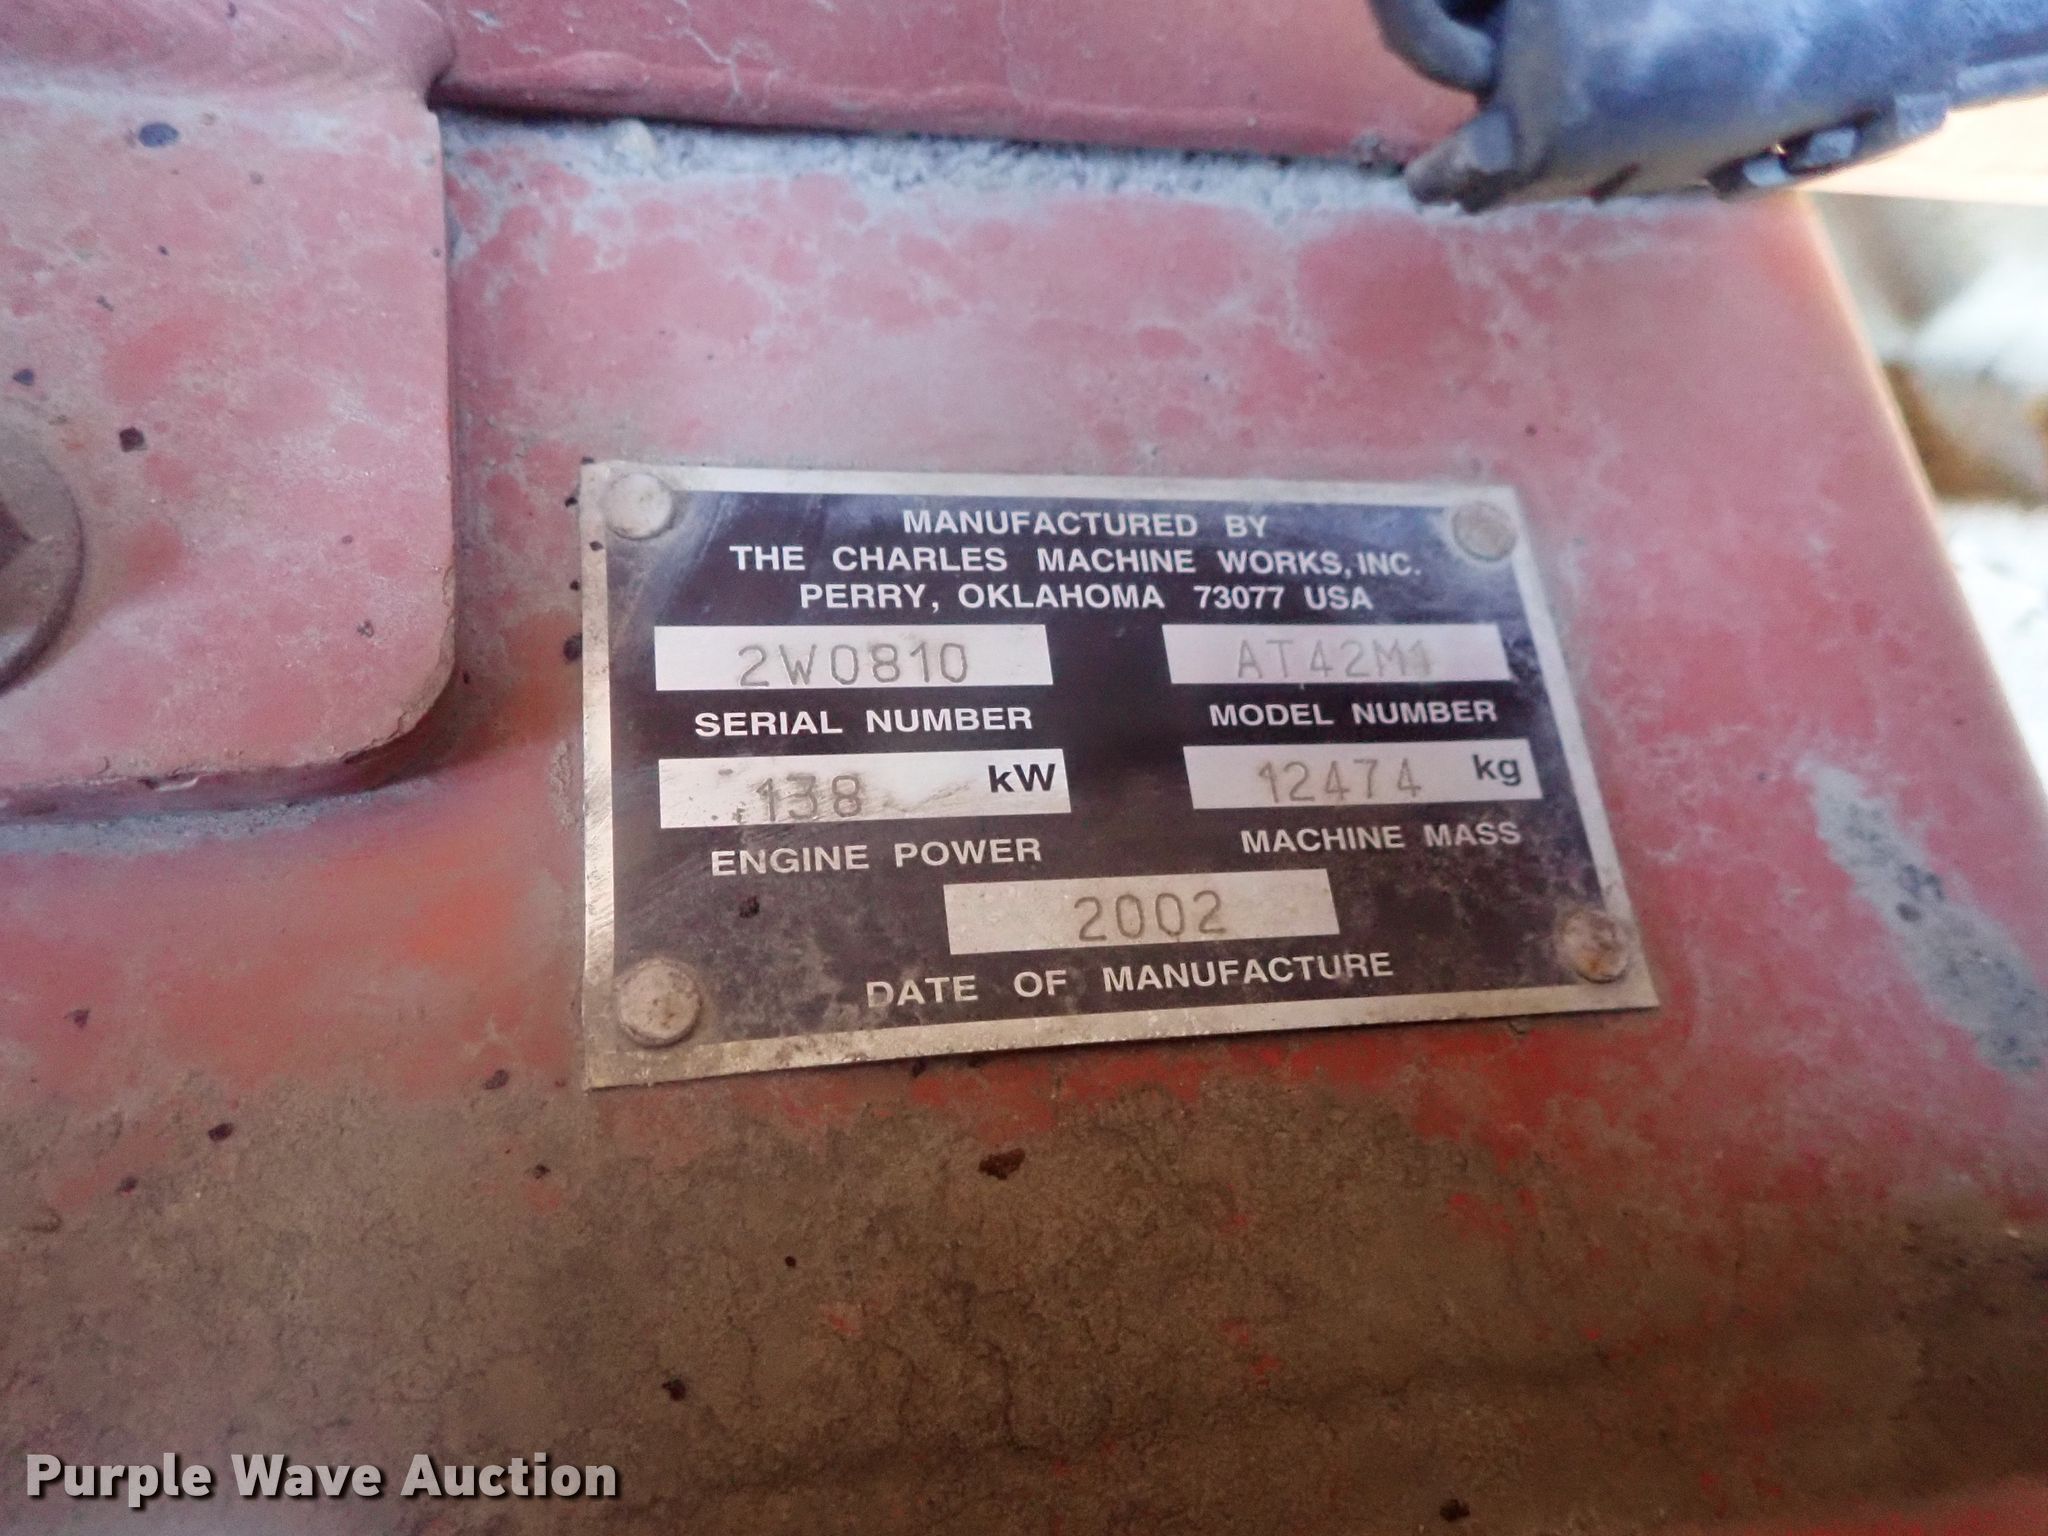 MANUFACTURED BY
THE CHARLES MACHINE WORKS, INC.
PERRY, OKLAHOMA 73077 USA
2W0810 AT42M1
SERIAL NUMBER MODEL NUMBER
138 kW 12474 kg
ENGINE POWER MACHINE MASS
2002
DATE OF MANUFACTURE
Purple Wave Auction